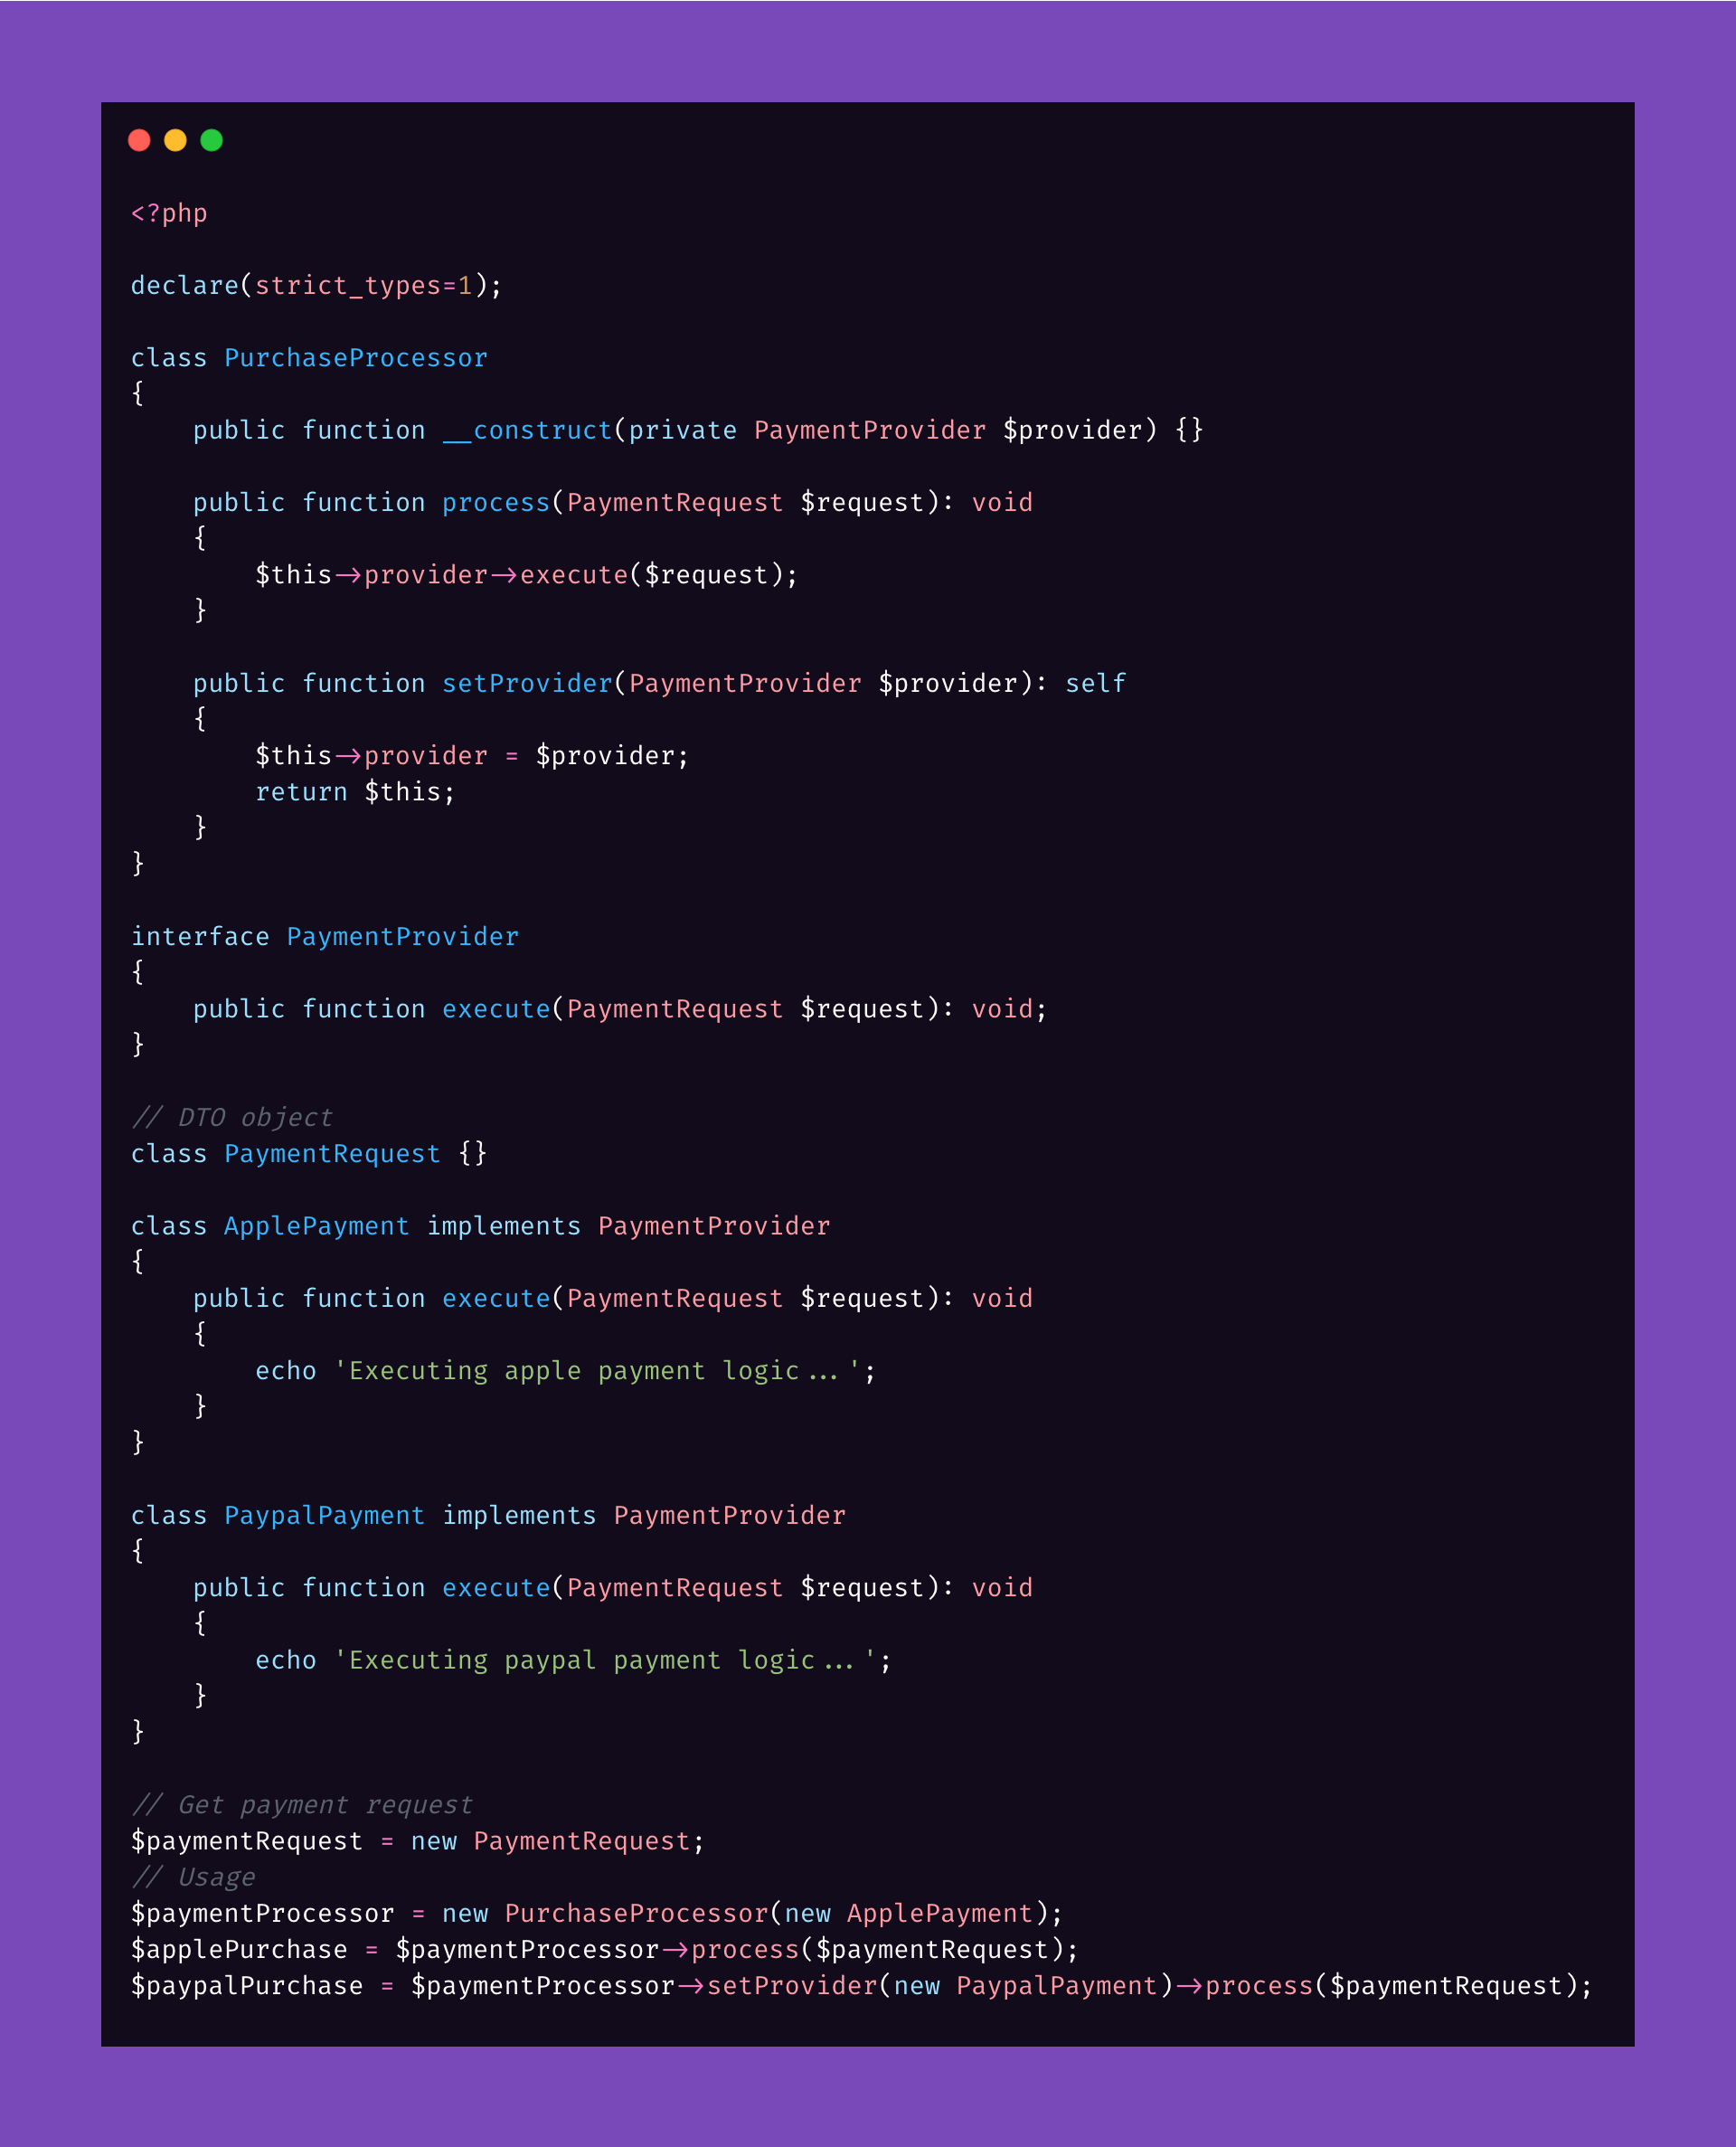 <?php

declare(strict_types=1);

class PurchaseProcessor
{
    public function __construct(private PaymentProvider $provider) {}

    public function process(PaymentRequest $request): void
    {
        $this->provider->execute($request);
    }

    public function setProvider(PaymentProvider $provider): self
    {
        $this->provider = $provider;
        return $this;
    }
}

interface PaymentProvider
{
    public function execute(PaymentRequest $request): void;
}

// DTO object
class PaymentRequest {}

class ApplePayment implements PaymentProvider
{
    public function execute(PaymentRequest $request): void
    {
        echo 'Executing apple payment logic...';
    }
}

class PaypalPayment implements PaymentProvider
{
    public function execute(PaymentRequest $request): void
    {
        echo 'Executing paypal payment logic...';
    }
}

// Get payment request
$paymentRequest = new PaymentRequest;
// Usage
$paymentProcessor = new PurchaseProcessor(new ApplePayment);
$applePurchase = $paymentProcessor->process($paymentRequest);
$paypalPurchase = $paymentProcessor->setProvider(new PaypalPayment)->process($paymentRequest);